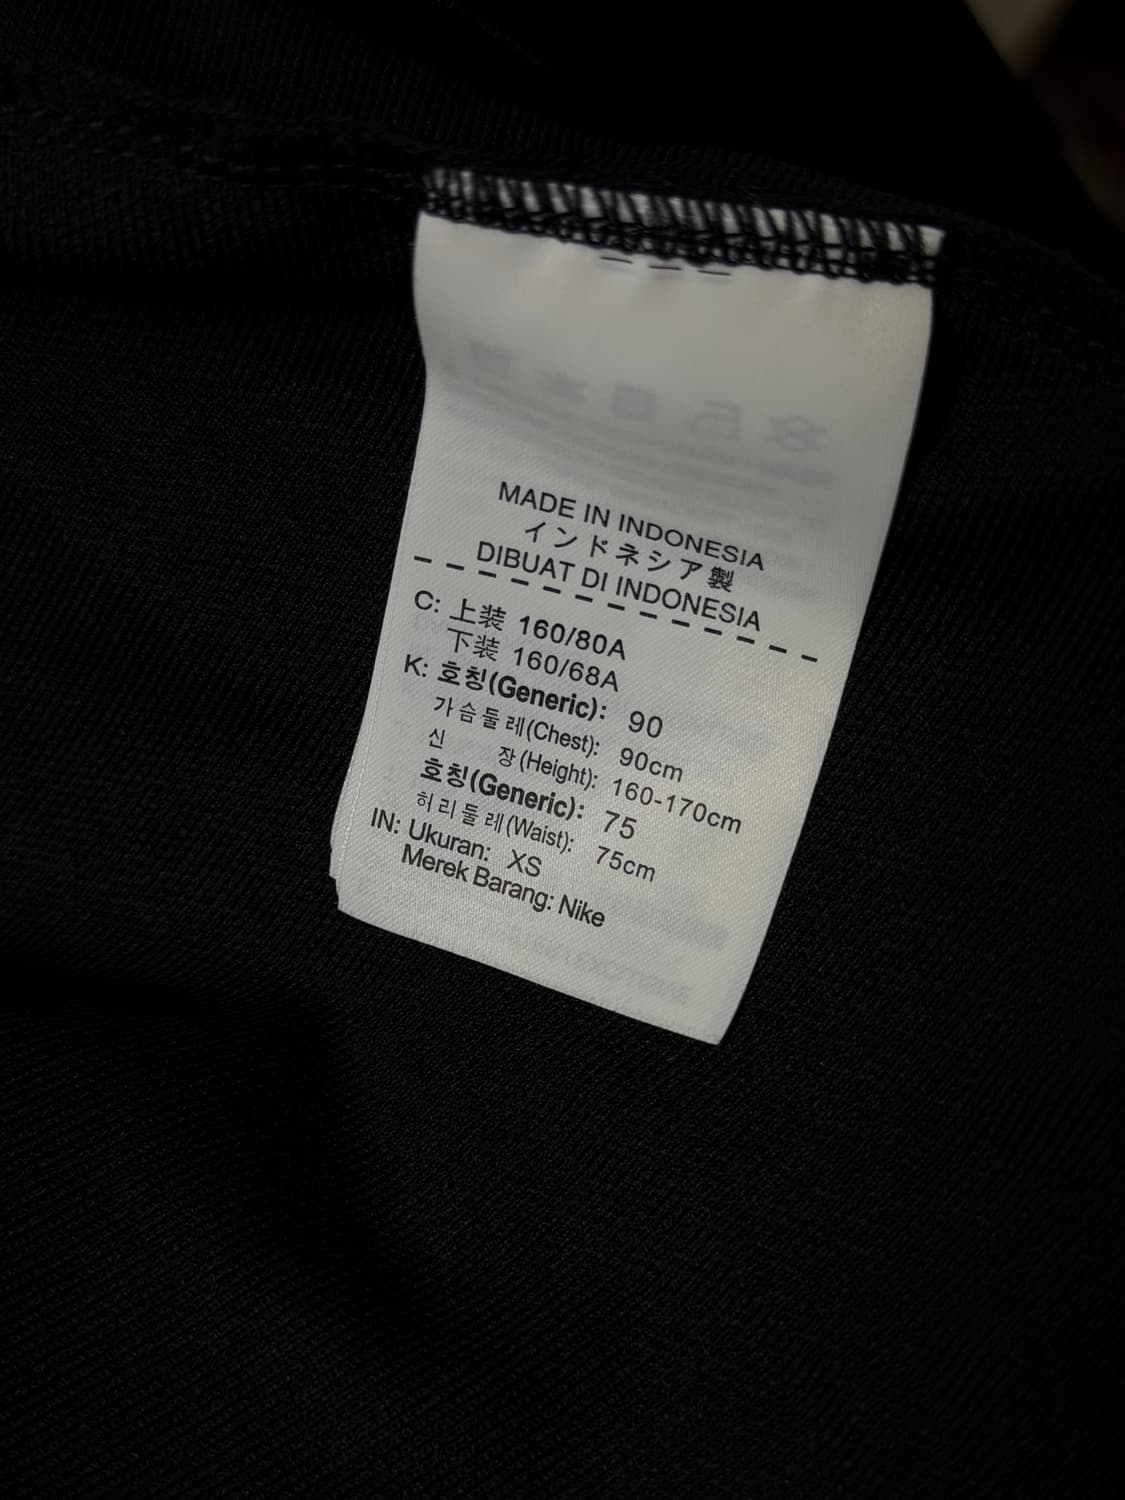 MADE IN INDONESIA
インドネシア製
DIBUAT DI INDONESIA
C: 上装 160/80A
下装 160/68A
K: 호칭(Generic): 90
가슴둘레(Chest): 90cm
신 장(Height): 160-170cm
호칭(Generic): 75
허리둘레(Waist): 75cm
IN: Ukuran: XS
Merek Barang: Nike